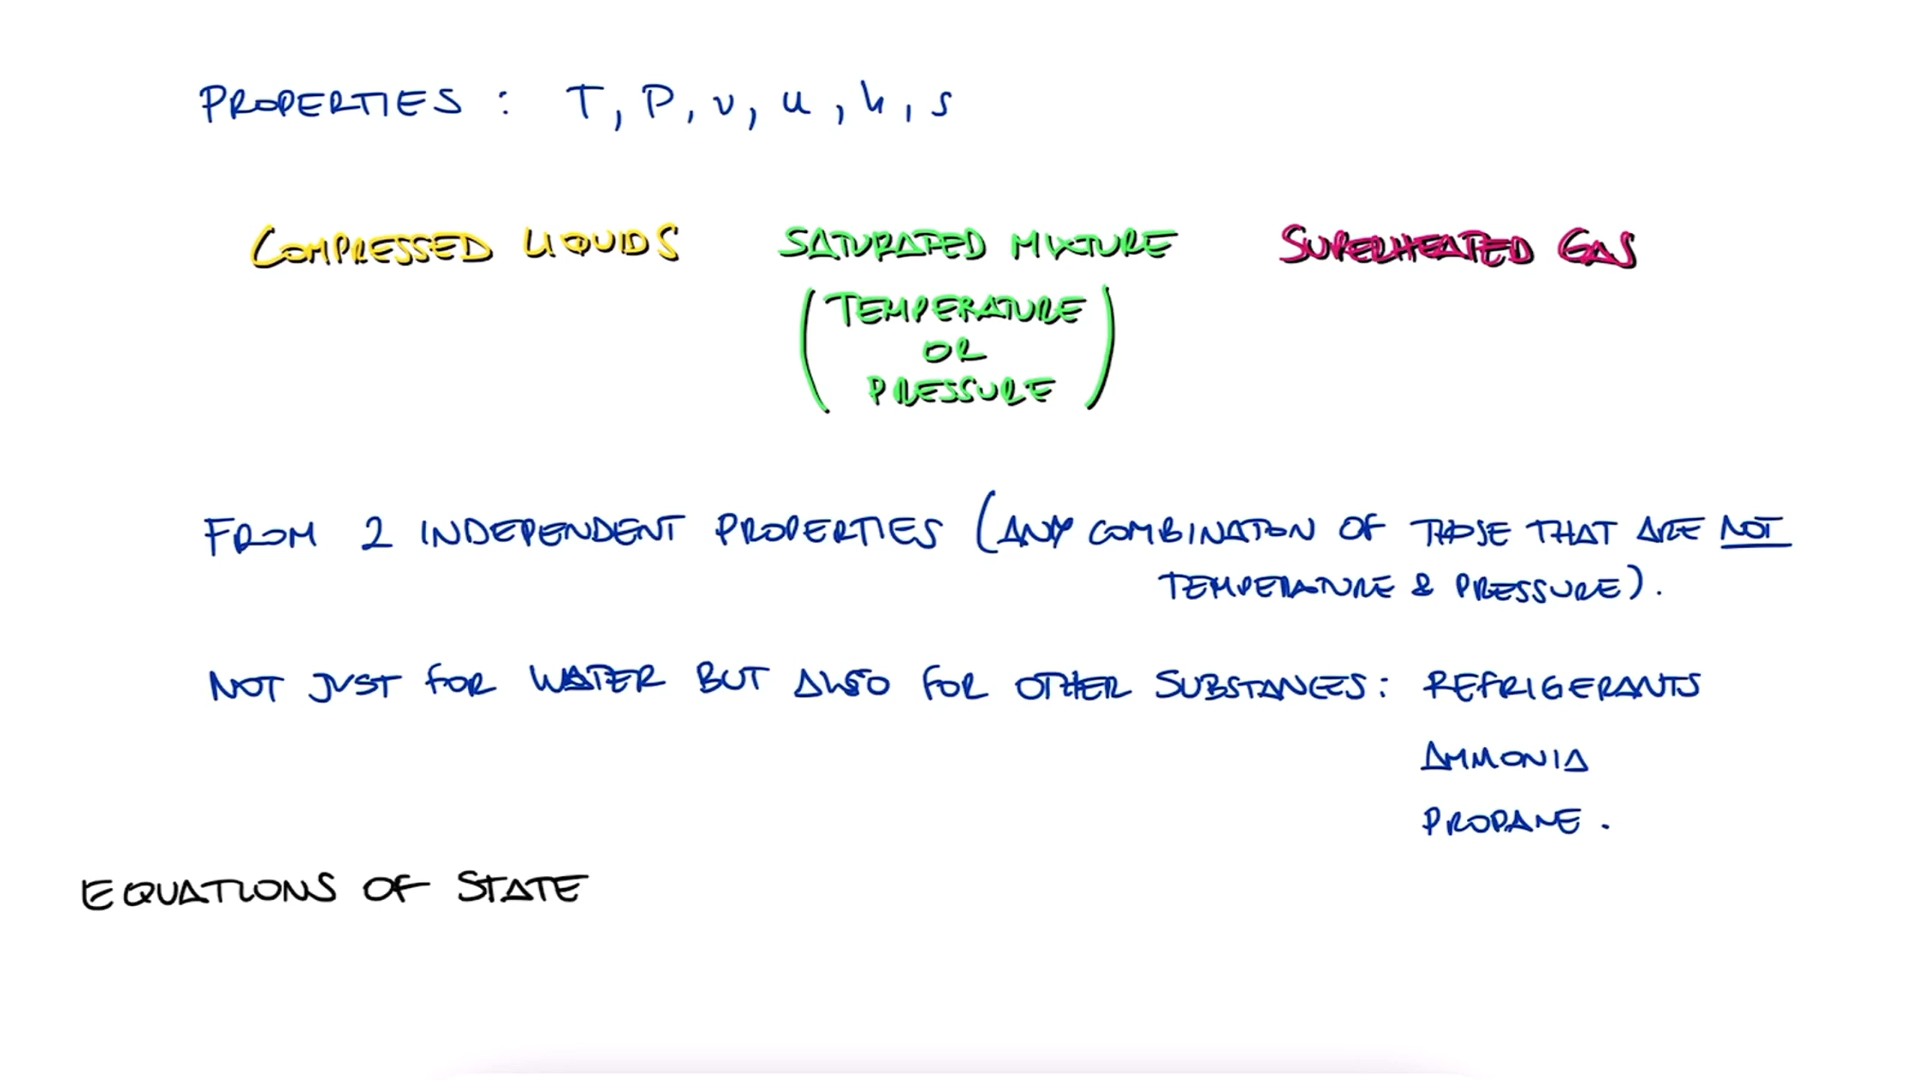 PROPERTIES : T, P, v, u, h, s
COMPRESSED LIQUIDS SATURATED MIXTURE SUPERHEATED GAS
(TEMPERATURE
OR
PRESSURE)
FROM 2 INDEPENDENT PROPERTIES (ANY COMBINATION OF THOSE THAT ARE NOT
TEMPERATURE & PRESSURE).
NOT JUST FOR WATER BUT ALSO FOR OTHER SUBSTANCES: REFRIGERANTS
AMMONIA
PROPANE.
EQUATIONS OF STATE